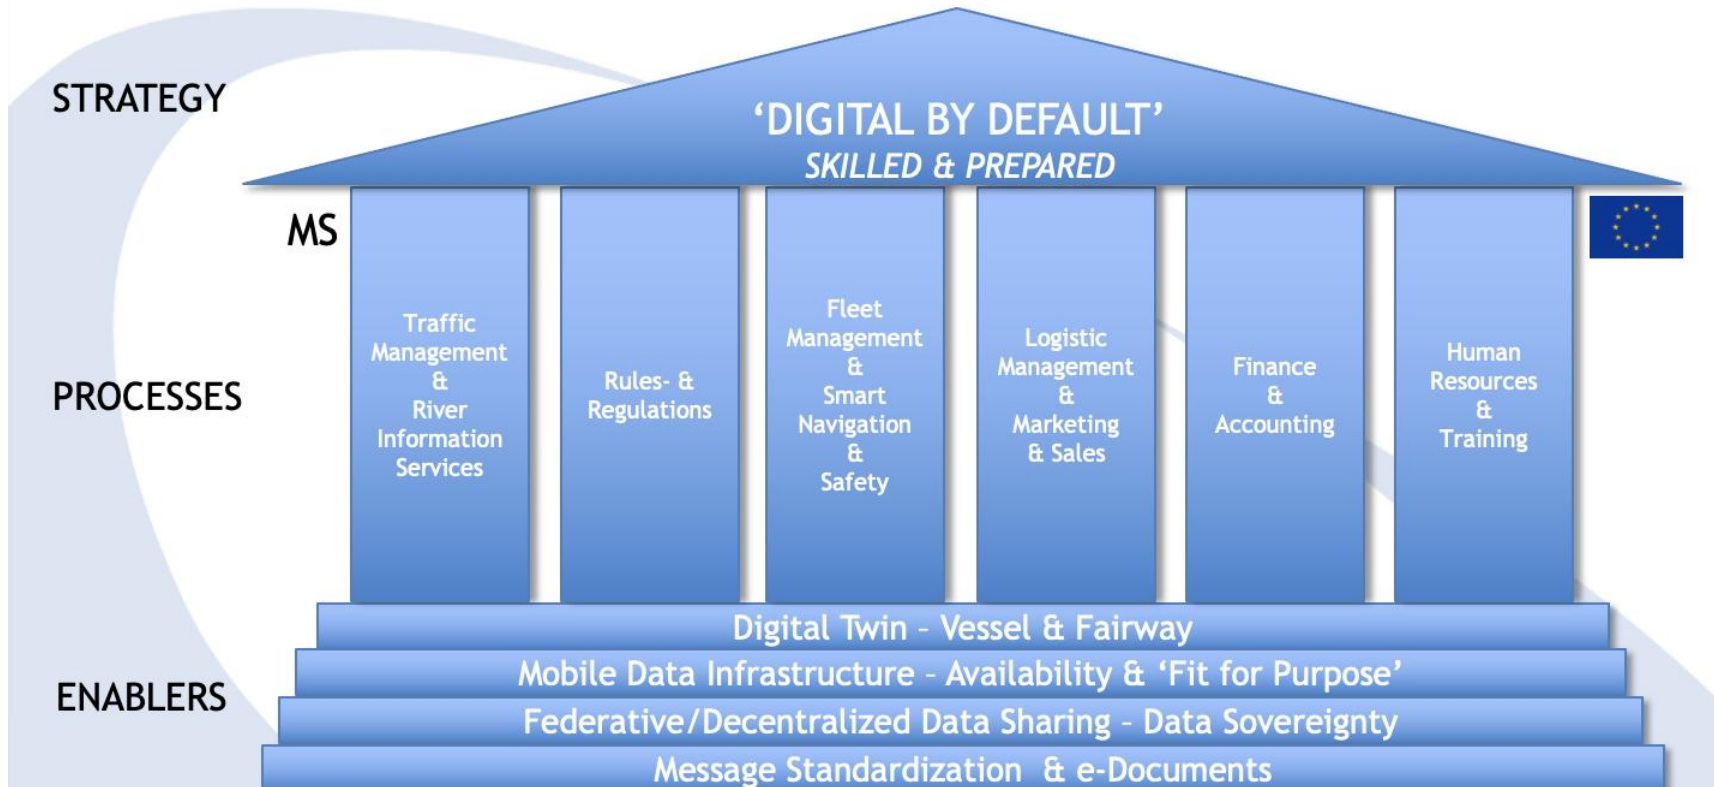 STRATEGY
‘DIGITAL BY DEFAULT’
SKILLED & PREPARED
MS
PROCESSES
Traffic
Management
&
River
Information
Services
Rules- &
Regulations
Fleet
Management
&
Smart
Navigation
&
Safety
Logistic
Management
&
Marketing
& Sales
Finance
&
Accounting
Human
Resources
&
Training
ENABLERS
Digital Twin – Vessel & Fairway
Mobile Data Infrastructure – Availability & ‘Fit for Purpose’
Federative/Decentralized Data Sharing – Data Sovereignty
Message Standardization & e-Documents